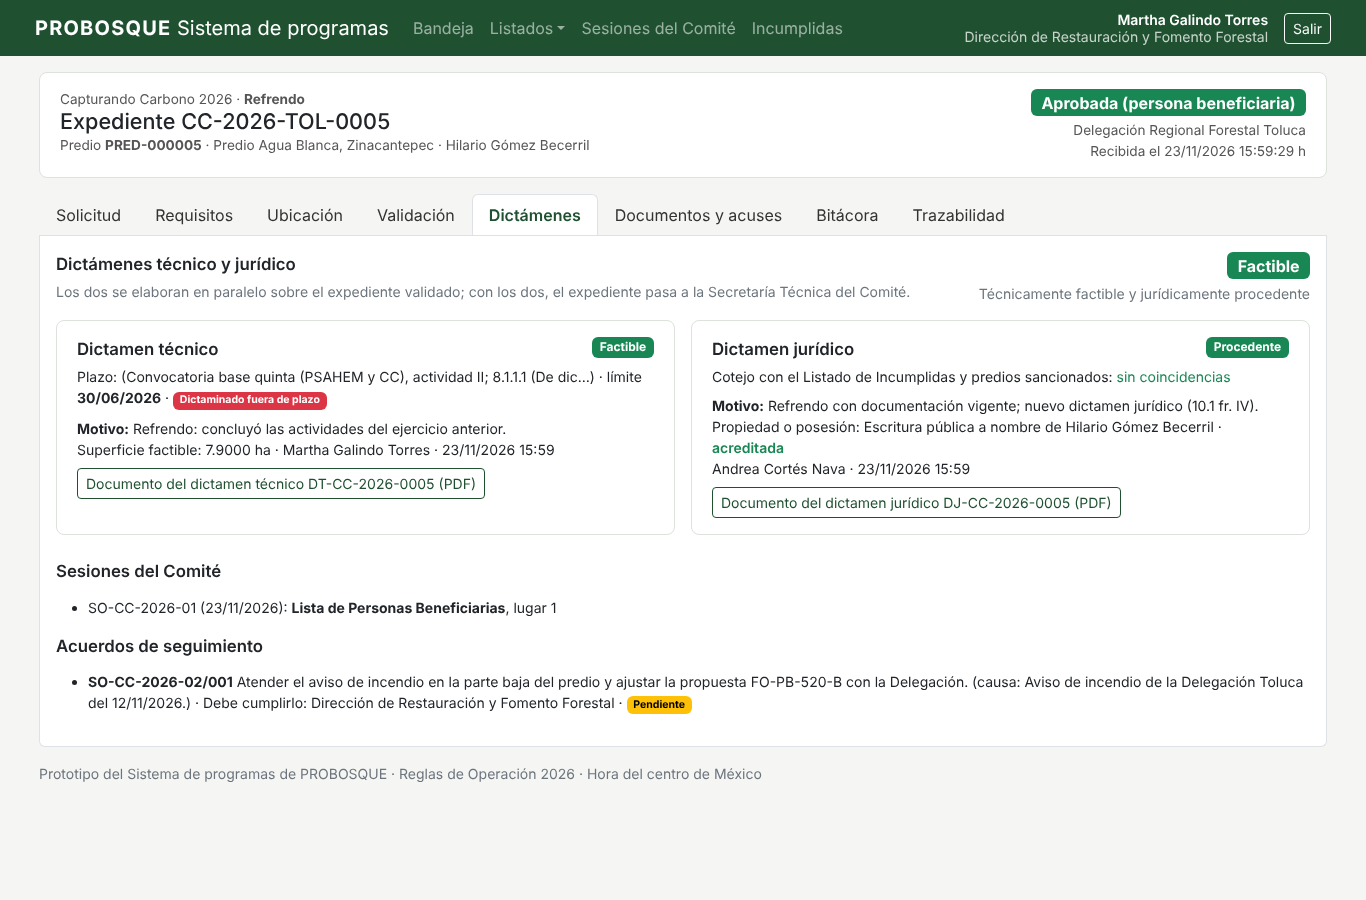 PROBOSQUE Sistema de programas
Bandeja
Listados
Sesiones del Comité
Incumplidas
Martha Galindo Torres
Dirección de Restauración y Fomento Forestal
Salir
Capturando Carbono 2026 · Refrendo
Expediente CC-2026-TOL-0005
Predio PRED-000005 · Predio Agua Blanca, Zinacantepec · Hilario Gómez Becerril
Aprobada (persona beneficiaria)
Delegación Regional Forestal Toluca
Recibida el 23/11/2026 15:59:29 h
Solicitud
Requisitos
Ubicación
Validación
Dictámenes
Documentos y acuses
Bitácora
Trazabilidad
Dictámenes técnico y jurídico
Los dos se elaboran en paralelo sobre el expediente validado; con los dos, el expediente pasa a la Secretaría Técnica del Comité.
Factible
Técnicamente factible y jurídicamente procedente
Dictamen técnico
Factible
Plazo: (Convocatoria base quinta (PSAHEM y CC), actividad II; 8.1.1.1 (De dic...) · límite
30/06/2026 · Dictaminado fuera de plazo
Motivo: Refrendo: concluyó las actividades del ejercicio anterior.
Superficie factible: 7.9000 ha · Martha Galindo Torres · 23/11/2026 15:59
Documento del dictamen técnico DT-CC-2026-0005 (PDF)
Dictamen jurídico
Procedente
Cotejo con el Listado de Incumplidas y predios sancionados: sin coincidencias
Motivo: Refrendo con documentación vigente; nuevo dictamen jurídico (10.1 fr. IV).
Propiedad o posesión: Escritura pública a nombre de Hilario Gómez Becerril ·
acreditada
Andrea Cortés Nava · 23/11/2026 15:59
Documento del dictamen jurídico DJ-CC-2026-0005 (PDF)
Sesiones del Comité
SO-CC-2026-01 (23/11/2026): Lista de Personas Beneficiarias, lugar 1
Acuerdos de seguimiento
SO-CC-2026-02/001 Atender el aviso de incendio en la parte baja del predio y ajustar la propuesta FO-PB-520-B con la Delegación. (causa: Aviso de incendio de la Delegación Toluca
del 12/11/2026.) · Debe cumplirlo: Dirección de Restauración y Fomento Forestal · Pendiente
Prototipo del Sistema de programas de PROBOSQUE · Reglas de Operación 2026 · Hora del centro de México